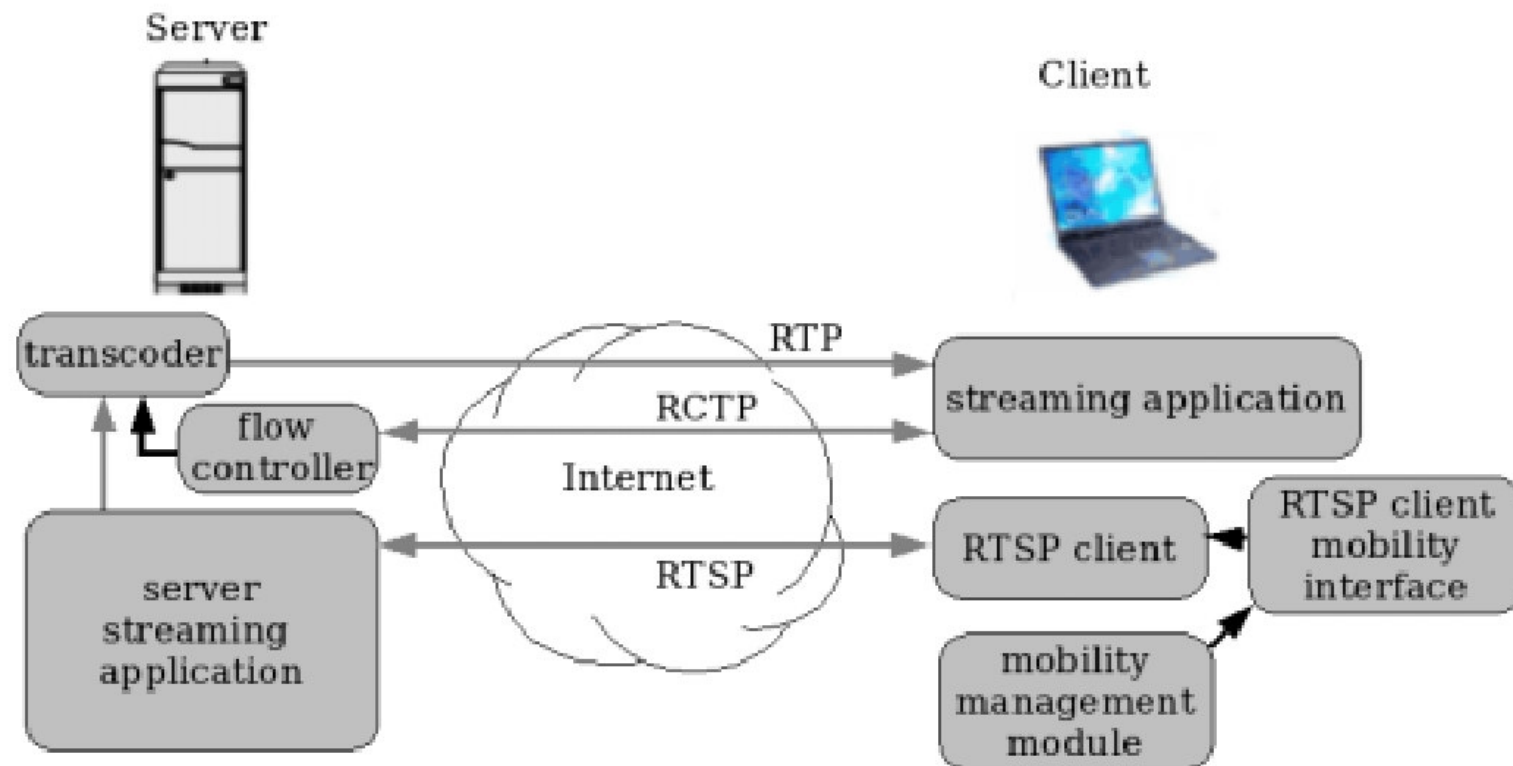 Server
Client
transcoder
RTP
streaming application
flow
controller
RCTP
Internet
RTSP client
RTSP client
mobility
interface
RTSP
server
streaming
application
mobility
management
module